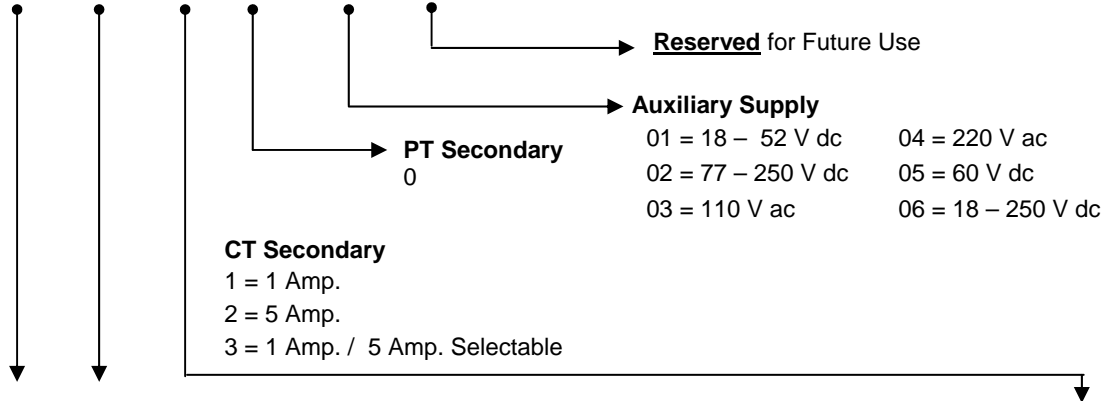 Reserved for Future Use
Auxiliary Supply
01 = 18 – 52 V dc 04 = 220 V ac
02 = 77 – 250 V dc 05 = 60 V dc
03 = 110 V ac 06 = 18 – 250 V dc
PT Secondary
0
CT Secondary
1 = 1 Amp.
2 = 5 Amp.
3 = 1 Amp. / 5 Amp. Selectable